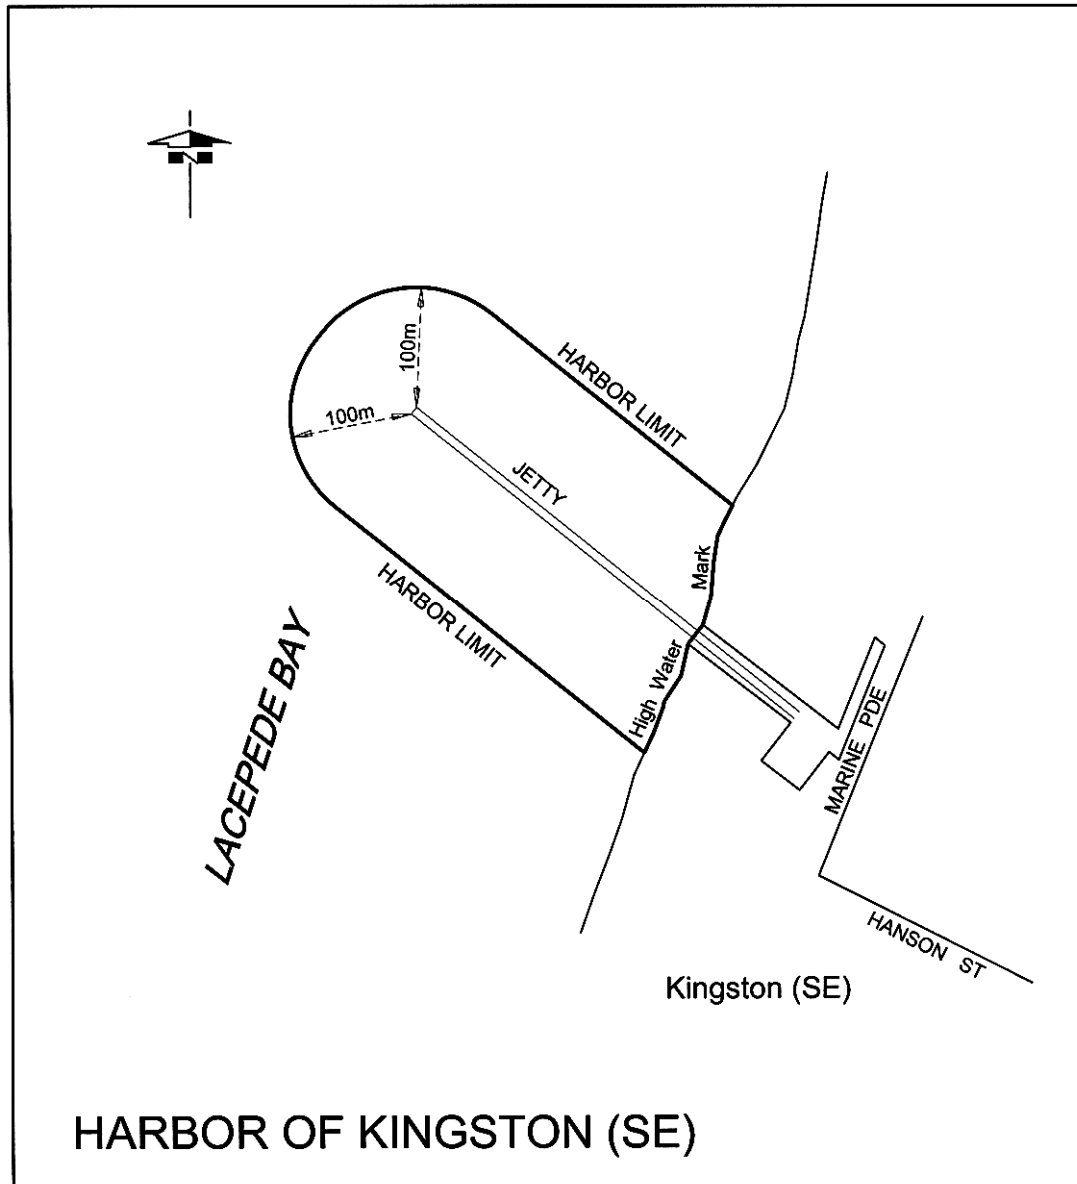 N
100m
100m
HARBOR LIMIT
JETTY
Mark
HARBOR LIMIT
High Water
LACEPEDE BAY
MARINE PDE
HANSON ST
Kingston (SE)
HARBOR OF KINGSTON (SE)